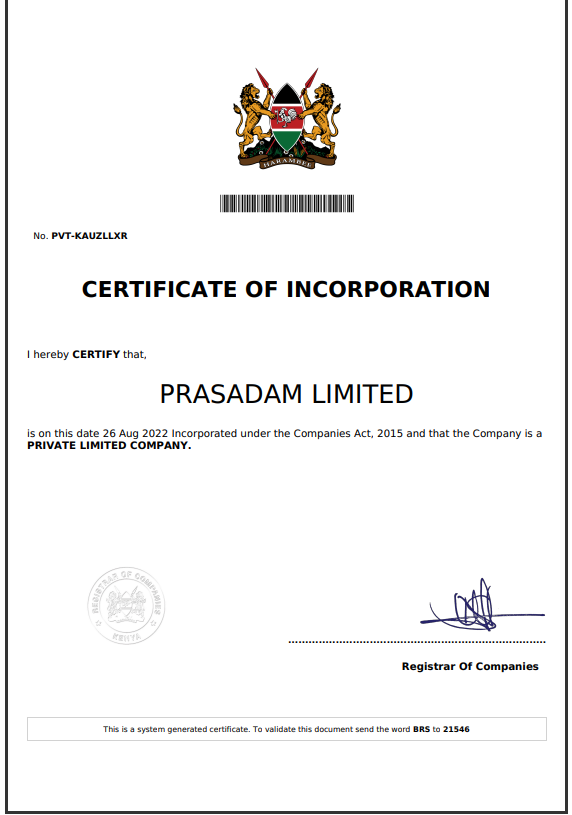 HARAMBEE
No. PVT-KAUZLLXR
CERTIFICATE OF INCORPORATION
I hereby CERTIFY that,
PRASADAM LIMITED
is on this date 26 Aug 2022 Incorporated under the Companies Act, 2015 and that the Company is a
PRIVATE LIMITED COMPANY.
REGISTRAR OF COMPANIES
KENYA
Registrar Of Companies
This is a system generated certificate. To validate this document send the word BRS to 21546